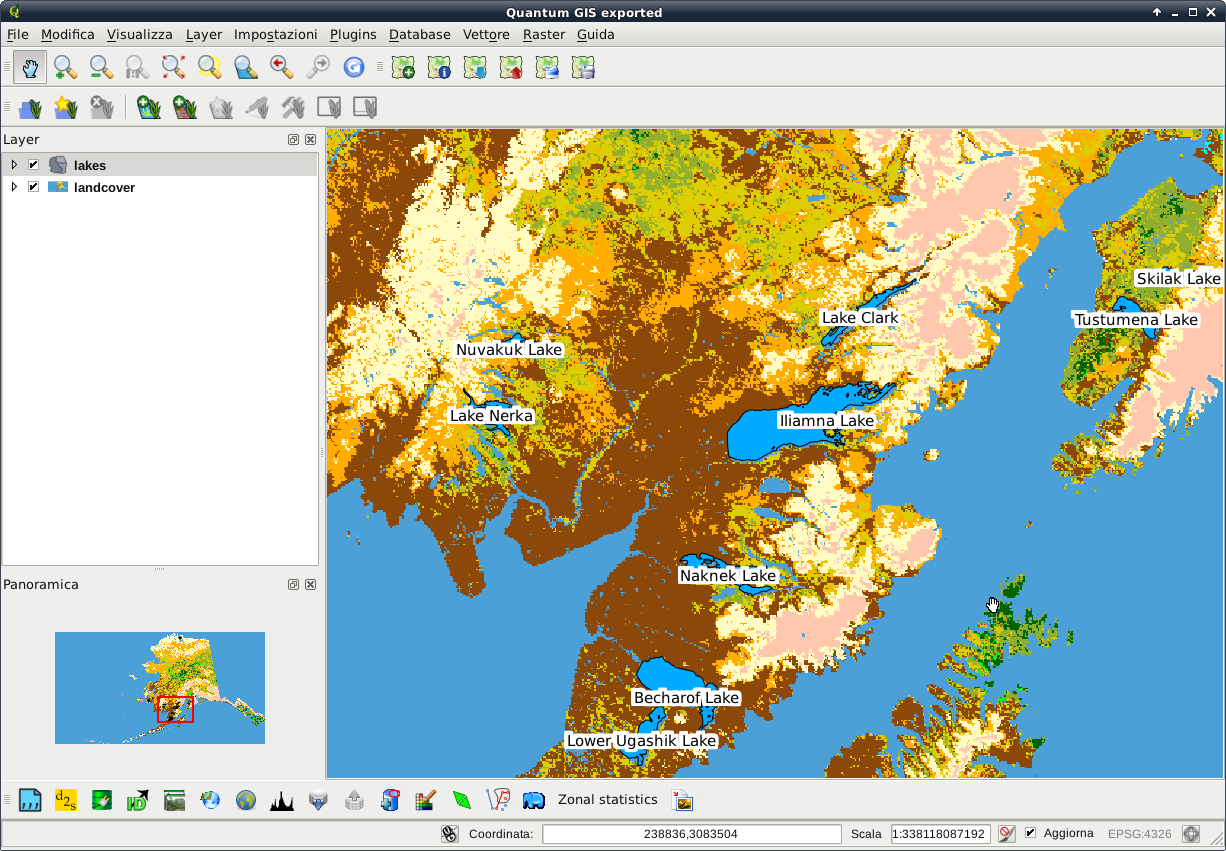 Quantum GIS exported
File Modifica Visualizza Layer Impostazioni Plugins Database Vettore Raster Guida
Layer
lakes
landcover
Skilak Lake
Lake Clark
Tustumena Lake
Nuvakuk Lake
Lake Nerka
Iliamna Lake
Naknek Lake
Panoramica
Becharof Lake
Lower Ugashik Lake
d2s
Zonal statistics
Coordinata: 238836,3083504 Scala 1:338118087192 Aggiorna EPSG:4326